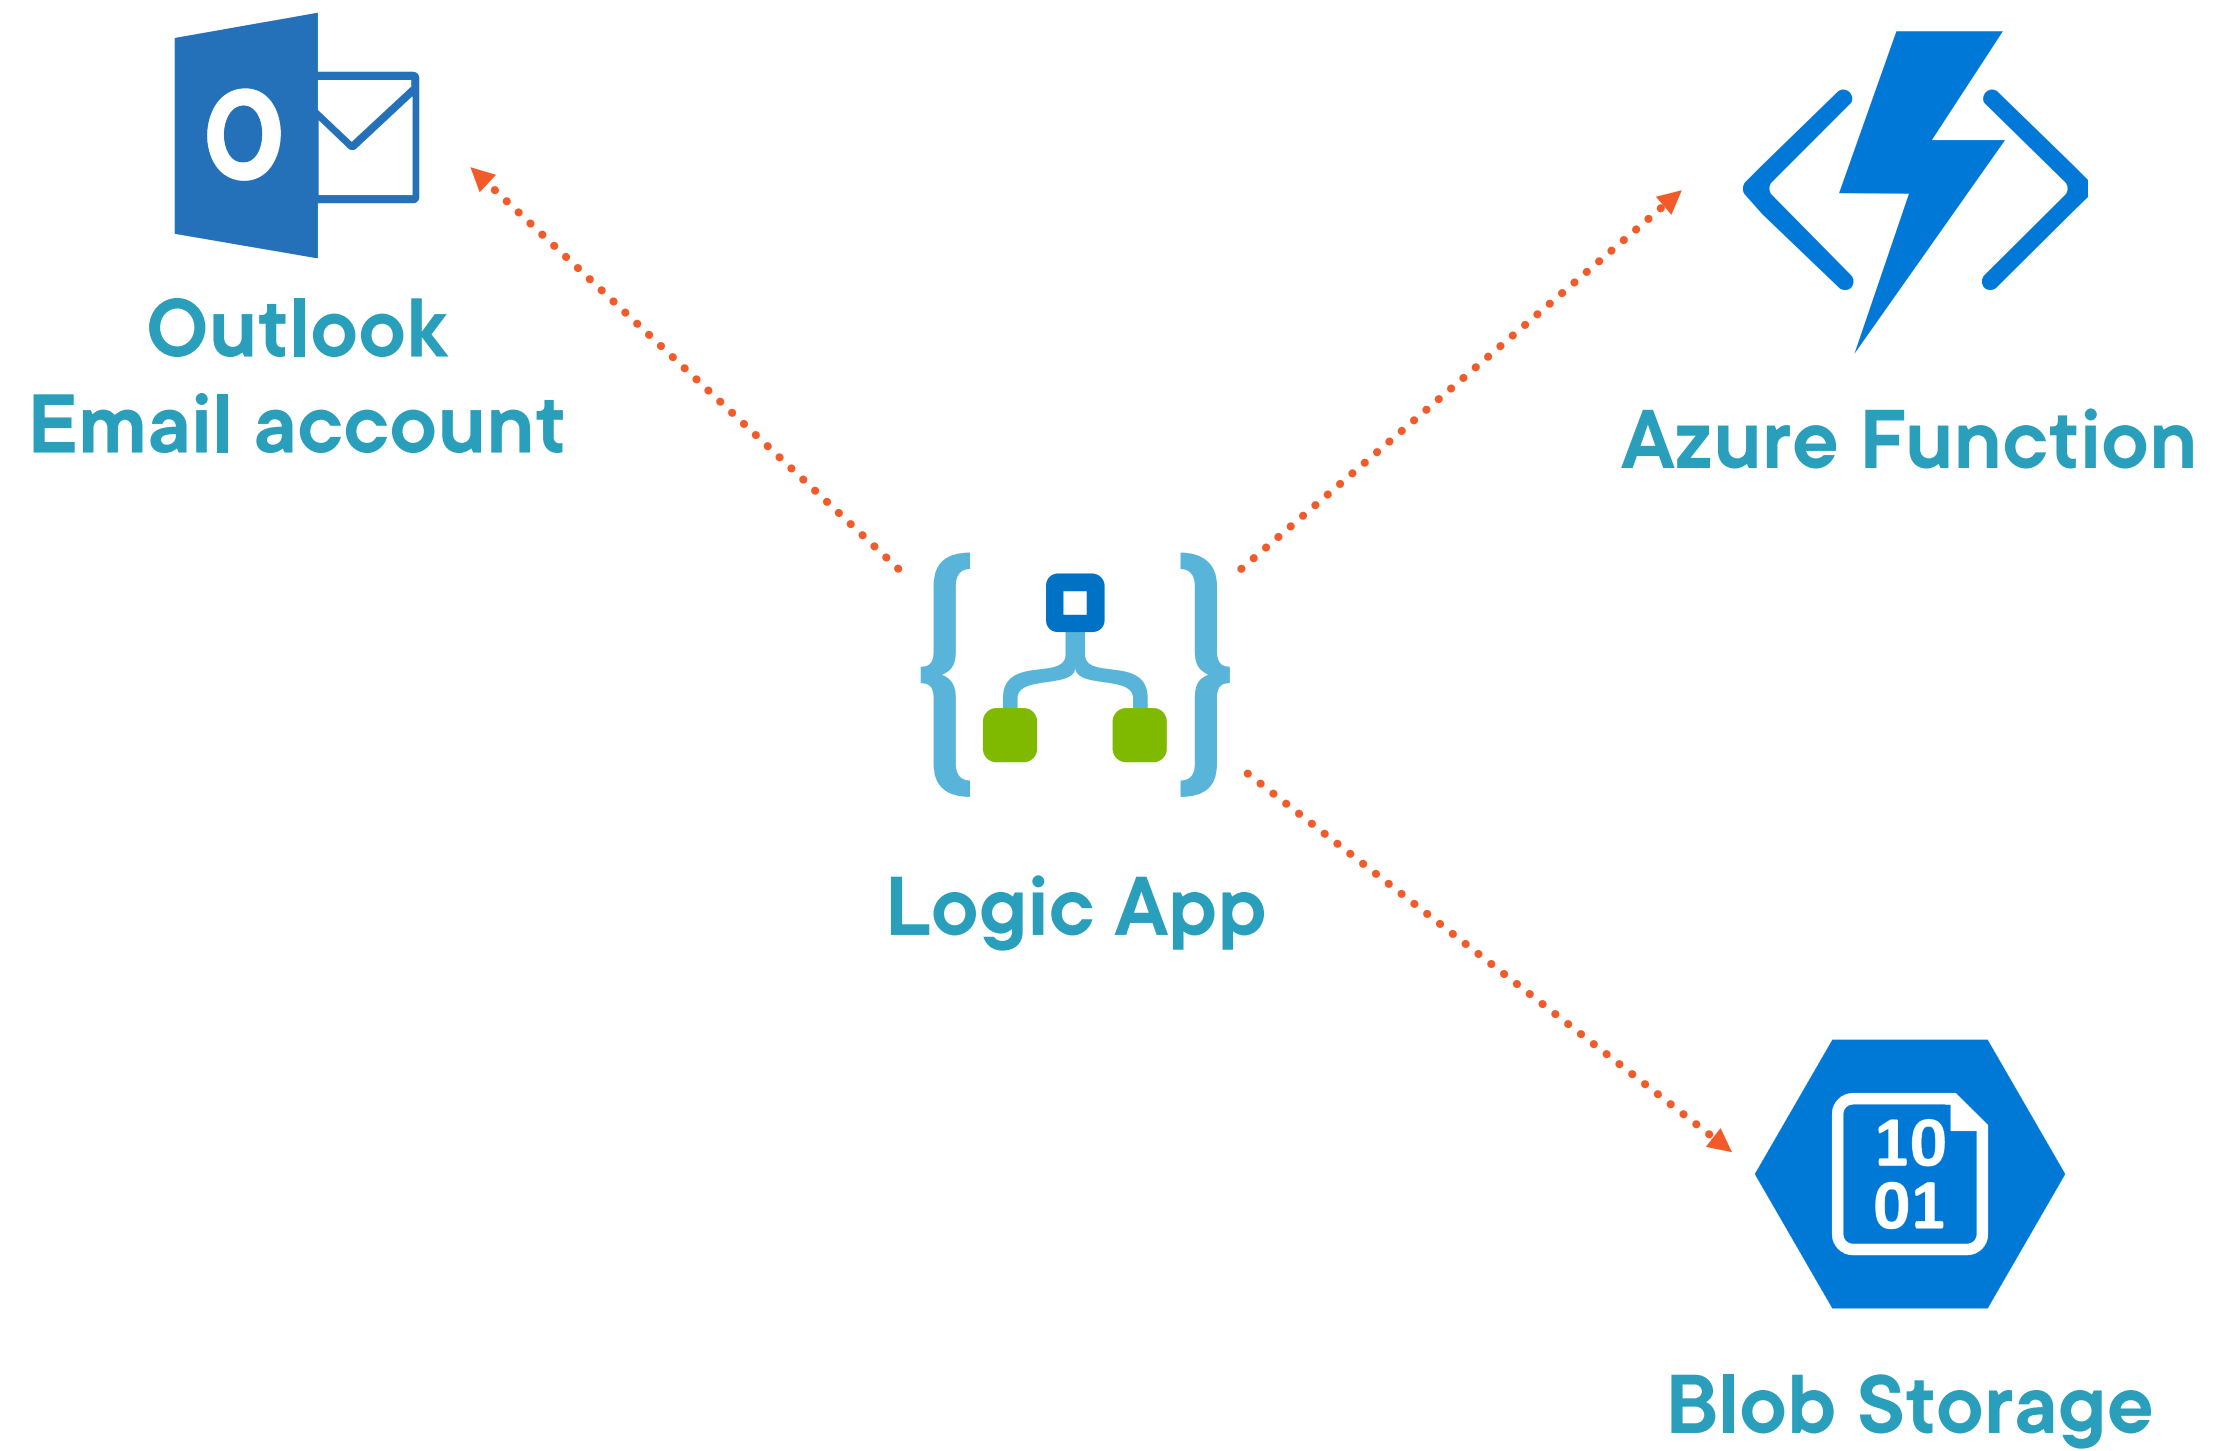 Outlook
Email account
Azure Function
Logic App
10
01
Blob Storage